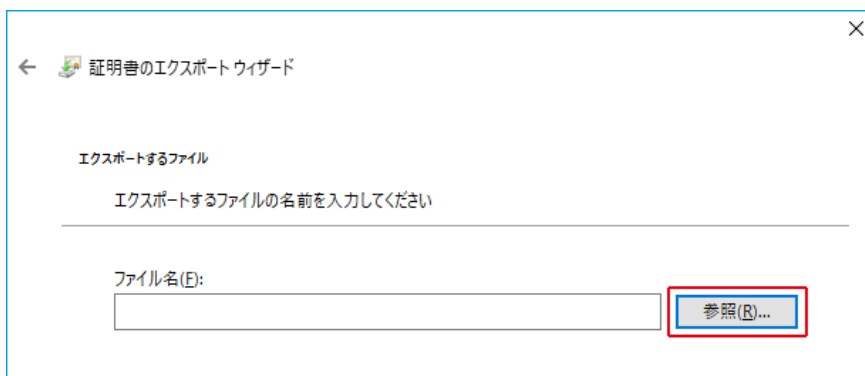 証明書のエクスポート ウィザード
エクスポートするファイル
エクスポートするファイルの名前を入力してください
ファイル名(F):
参照(R)...